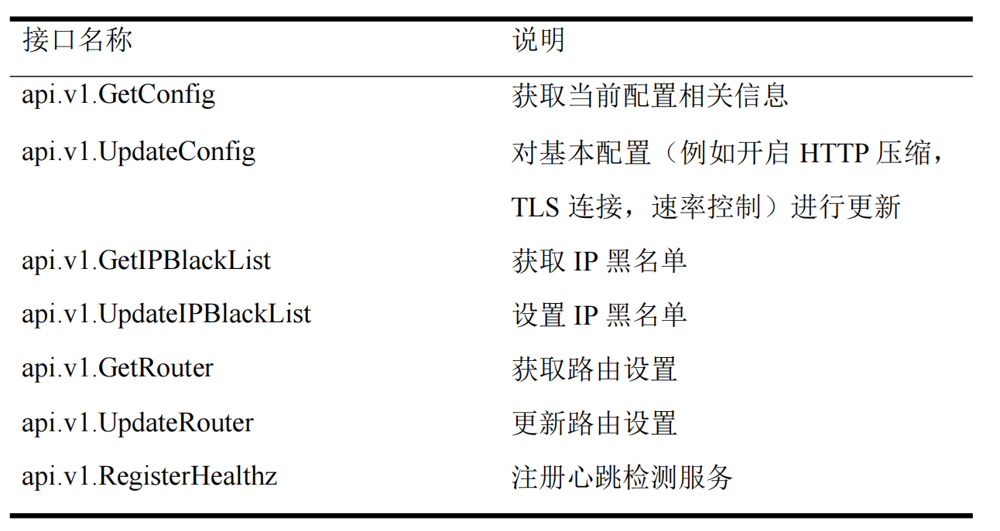 接口名称 说明
api.v1.GetConfig 获取当前配置相关信息
api.v1.UpdateConfig 对基本配置（例如开启 HTTP 压缩，
TLS 连接，速率控制）进行更新
api.v1.GetIPBlackList 获取 IP 黑名单
api.v1.UpdateIPBlackList 设置 IP 黑名单
api.v1.GetRouter 获取路由设置
api.v1.UpdateRouter 更新路由设置
api.v1.RegisterHealthz 注册心跳检测服务